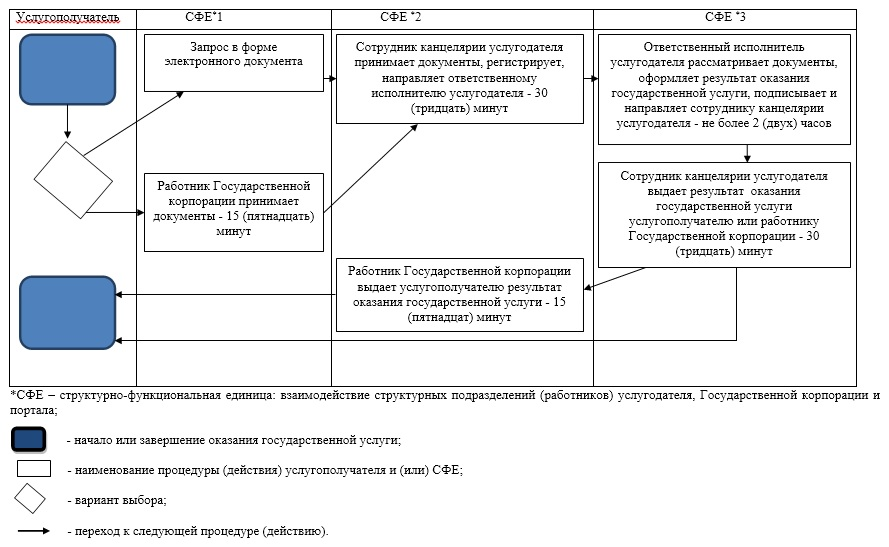 Услугополучатель
СФЕ*1
СФЕ *2
СФЕ *3
Запрос в форме
электронного документа
Сотрудник канцелярии услугодателя
принимает документы, регистрирует,
направляет ответственному
исполнителю услугодателя - 30
(тридцать) минут
Ответственный исполнитель
услугодателя рассматривает документы,
оформляет результат оказания
государственной услуги, подписывает и
направляет сотруднику канцелярии
услугодателя - не более 2 (двух) часов
Работник Государственной
корпорации принимает
документы - 15 (пятнадцать)
минут
Сотрудник канцелярии услугодателя
выдает результат оказания
государственной услуги
услугополучателю или работнику
Государственной корпорации - 30
(тридцать) минут
Работник Государственной корпорации
выдает услугополучателю результат
оказания государственной услуги - 15
(пятнадцат) минут
*СФЕ – структурно-функциональная единица: взаимодействие структурных подразделений (работников) услугодателя, Государственной корпорации и
портала;
- начало или завершение оказания государственной услуги;
- наименование процедуры (действия) услугополучателя и (или) СФЕ;
- вариант выбора;
- переход к следующей процедуре (действию).